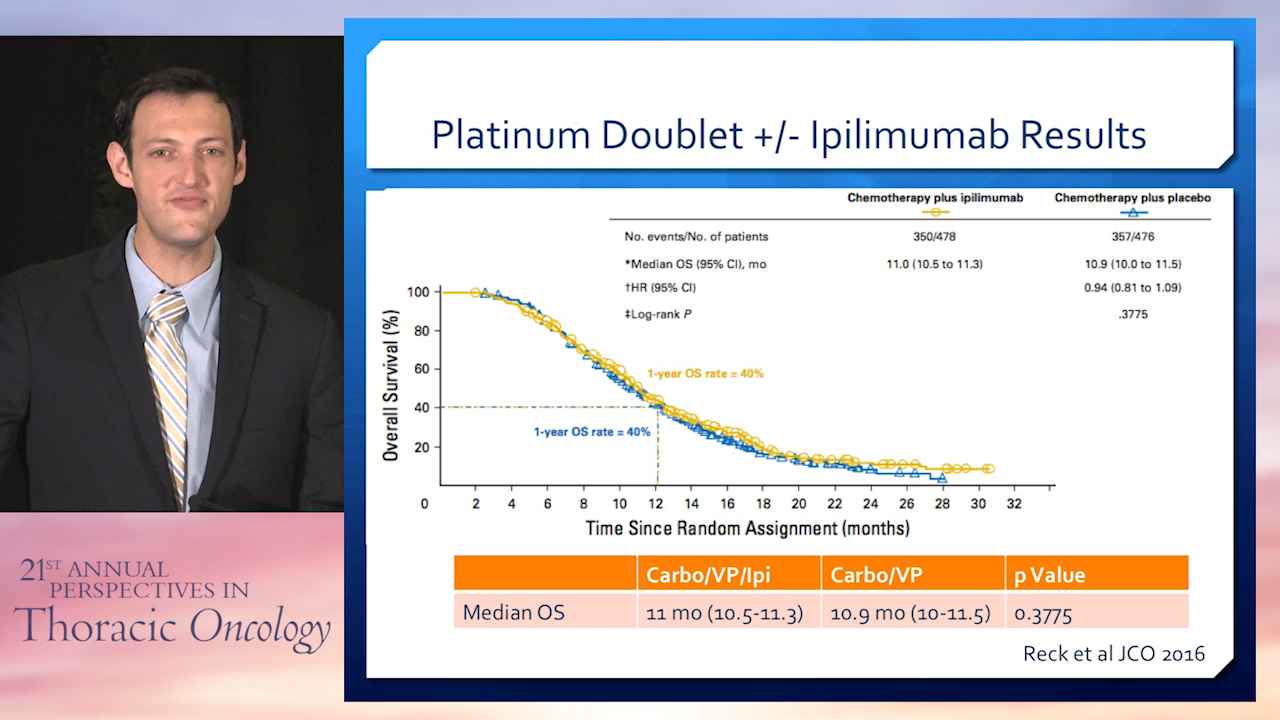 Platinum Doublet +/- Ipilimumab Results
Chemotherapy plus ipilimumab Chemotherapy plus placebo
No. events/No. of patients 350/478 357/476
*Median OS (95% CI), mo 11.0 (10.5 to 11.3) 10.9 (10.0 to 11.5)
†HR (95% CI) 0.94 (0.81 to 1.09)
‡Log-rank P .3775
Overall Survival (%)
100
80
60
40
20
1-year OS rate = 40%
1-year OS rate = 40%
0 2 4 6 8 10 12 14 16 18 20 22 24 26 28 30 32
Time Since Random Assignment (months)
Carbo/VP/Ipi Carbo/VP p Value
Median OS 11 mo (10.5-11.3) 10.9 mo (10-11.5) 0.3775
Reck et al JCO 2016
21ST ANNUAL
PERSPECTIVES IN
Thoracic Oncology